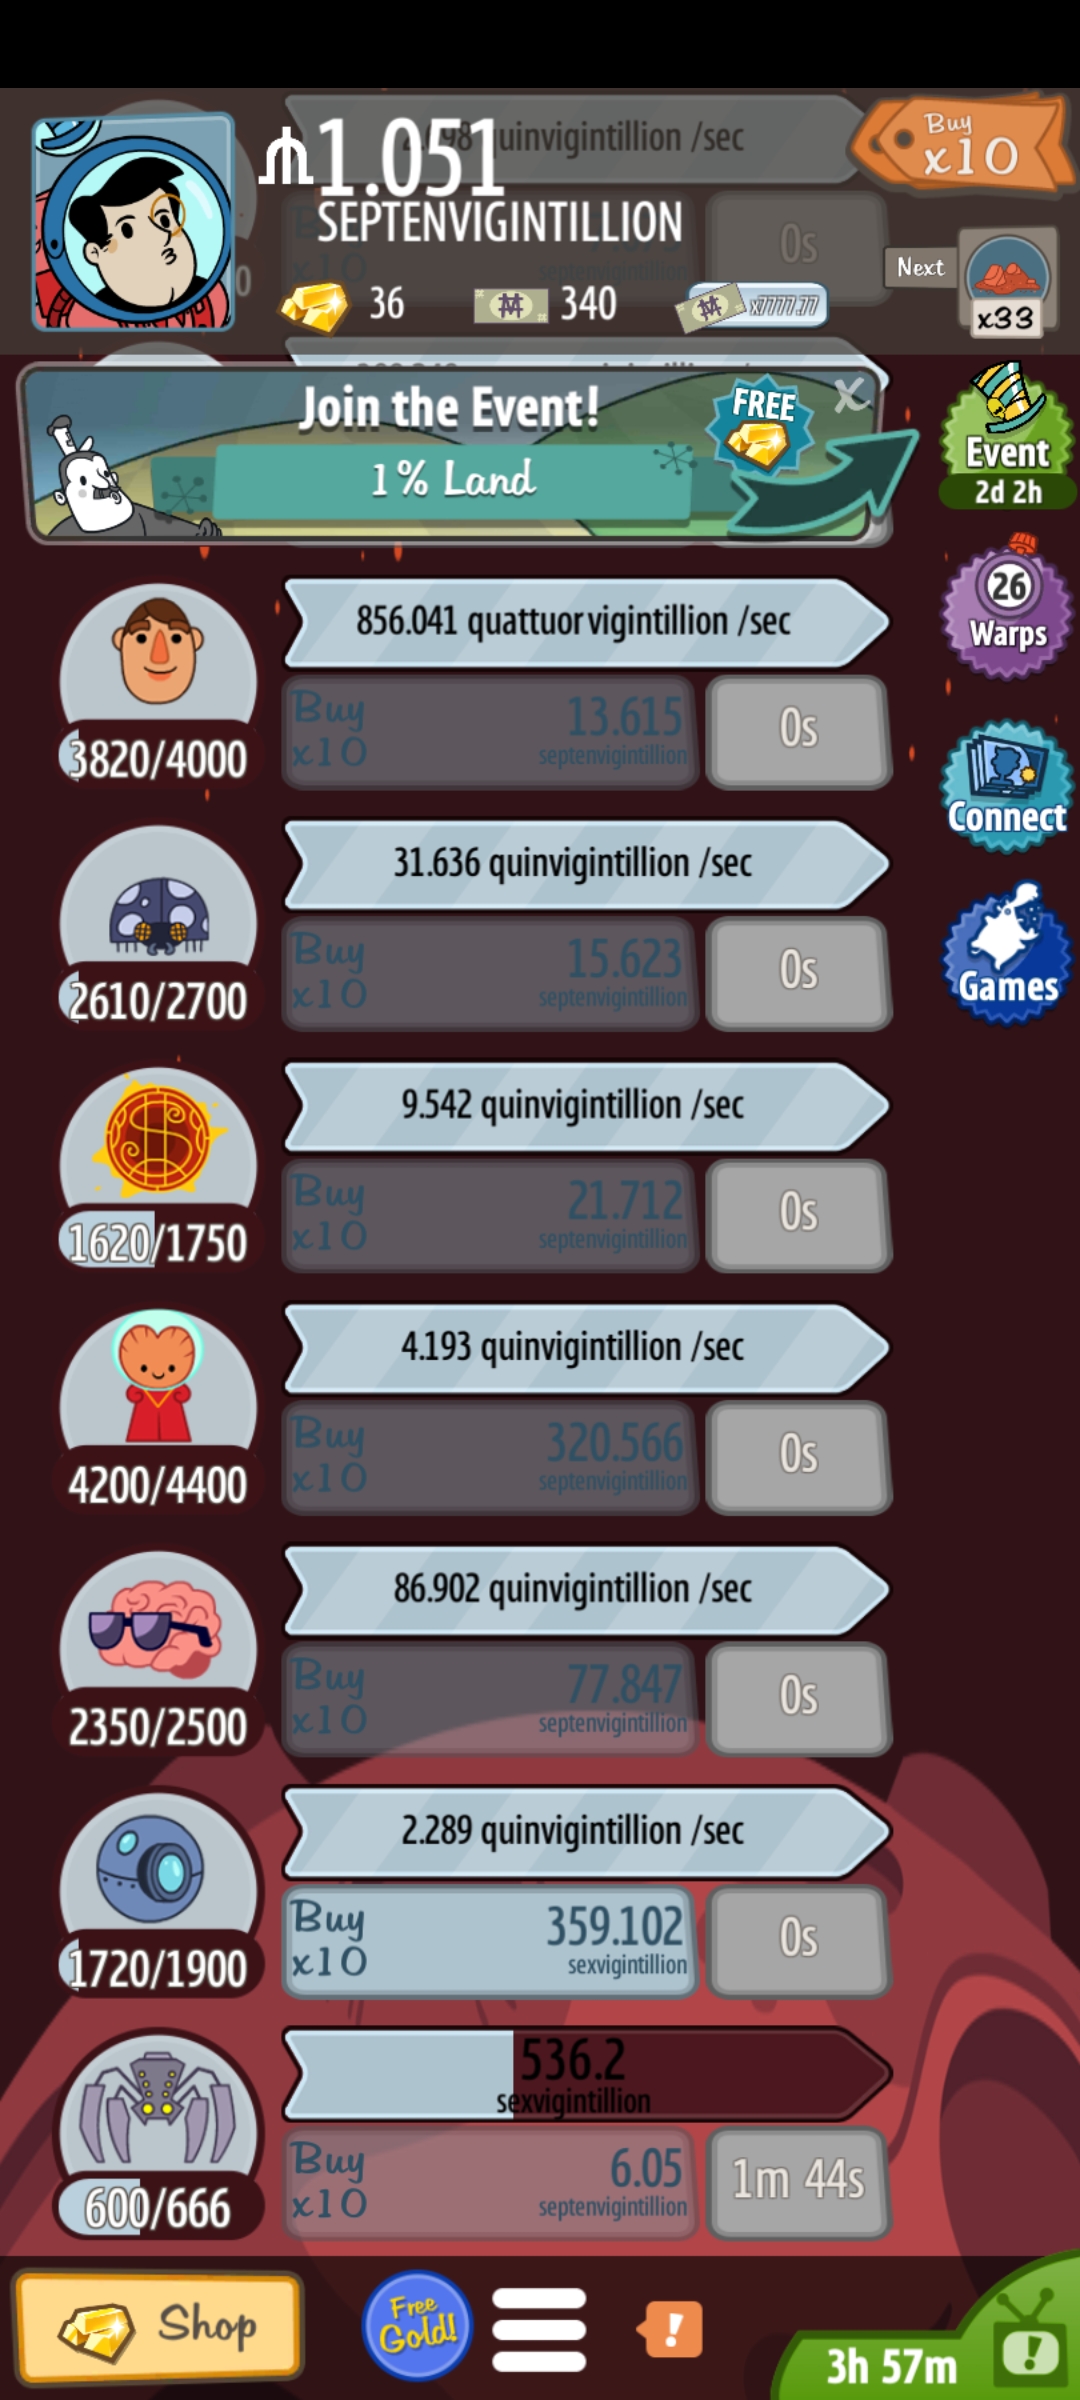 quinvigintillion /sec
1.051
SEPTENVIGINTILLION
Buy
x10
0s
septenvigintillion
36
340
x7777.77
Next
x33
Join the Event!
1% Land
FREE
X
Event
2d 2h
856.041 quattuorvigintillion /sec
Buy
x10
13.615
septenvigintillion
0s
3820/4000
26
Warps
31.636 quinvigintillion /sec
Buy
x10
15.623
septenvigintillion
0s
2610/2700
Connect
Games
9.542 quinvigintillion /sec
Buy
x10
21.712
septenvigintillion
0s
1620/1750
4.193 quinvigintillion /sec
Buy
x10
320.566
septenvigintillion
0s
4200/4400
86.902 quinvigintillion /sec
Buy
x10
77.847
septenvigintillion
0s
2350/2500
2.289 quinvigintillion /sec
Buy
x10
359.102
sexvigintillion
0s
1720/1900
536.2
sexvigintillion
Buy
x10
6.05
septenvigintillion
1m 44s
600/666
Shop
Free
Gold!
!
3h 57m
!